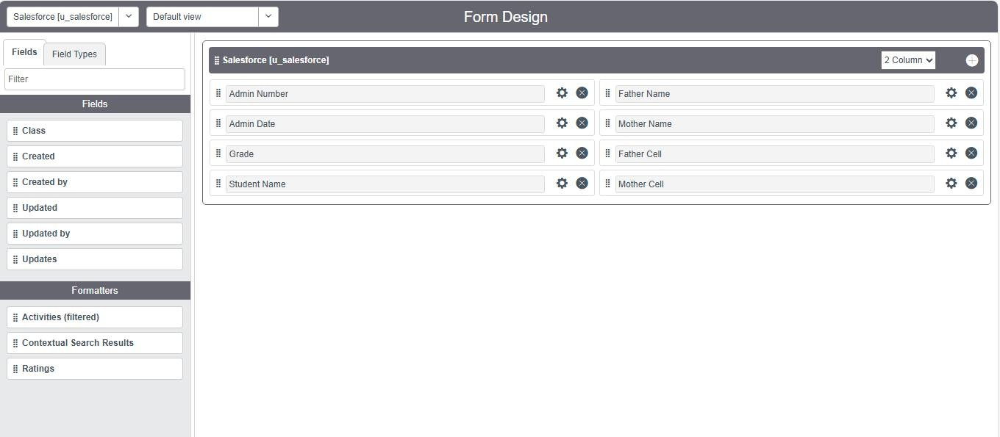 Salesforce [u_salesforce]
Default view
Form Design
Fields
Field Types
Filter
Fields
Class
Created
Created by
Updated
Updated by
Updates
Formatters
Activities (filtered)
Contextual Search Results
Ratings
Salesforce [u_salesforce]
2 Column
Admin Number
Admin Date
Grade
Student Name
Father Name
Mother Name
Father Cell
Mother Cell